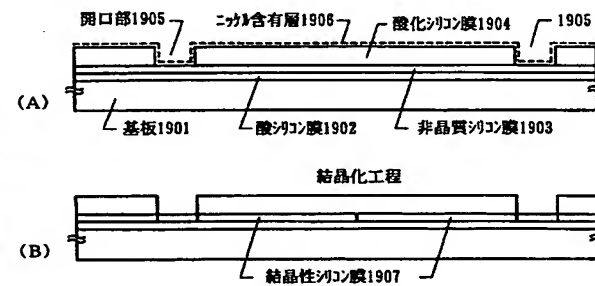 開口部1905 ニッケル含有層1906 酸化シリコン膜1904 1905
(A)
基板1901 酸シリコン膜1902 非晶質シリコン膜1903
結晶化工程
(B)
結晶性シリコン膜1907